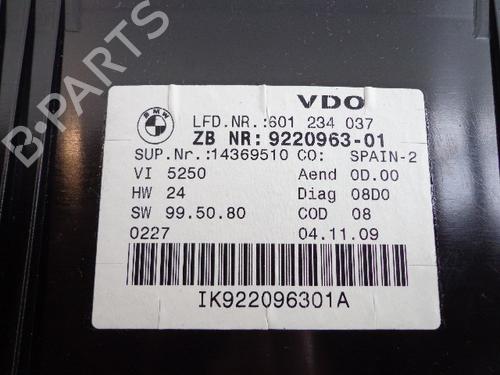 BMW
VDO
LFD.NR.:601 234 037
ZB NR: 9220963-01
SUP.Nr.:14369510 CO: SPAIN-2
VI 5250 Aend 0D.00
HW 24 Diag 08D0
SW 99.50.80 COD 08
0227 04.11.09
IK922096301A
B-PARTS